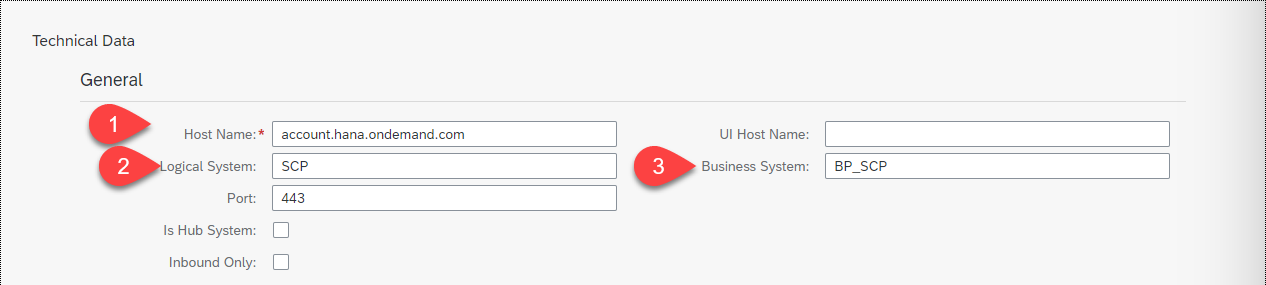 Technical Data
General
1 Host Name:* account.hana.ondemand.com UI Host Name:
2 Logical System: SCP 3 Business System: BP_SCP
Port: 443
Is Hub System:
Inbound Only: